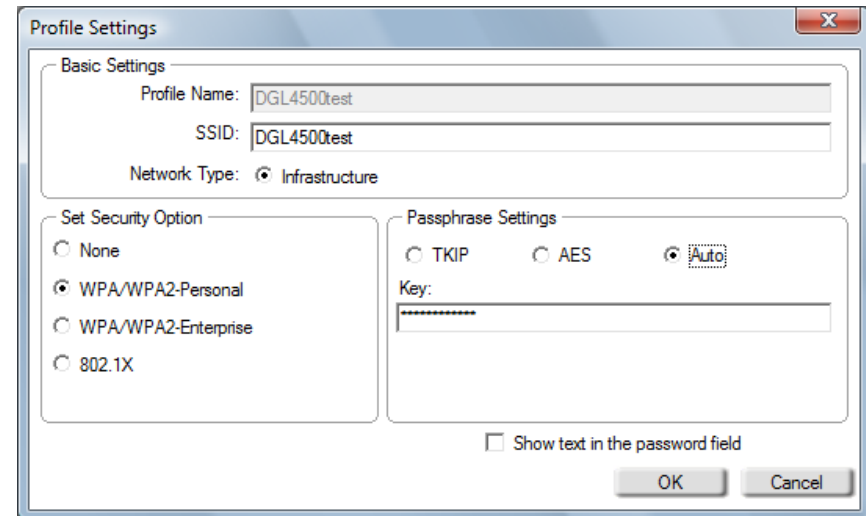 Profile Settings
Basic Settings
Profile Name: DGL4500test
SSID: DGL4500test
Network Type: Infrastructure
Set Security Option
None
WPA/WPA2-Personal
WPA/WPA2-Enterprise
802.1X
Passphrase Settings
TKIP AES Auto
Key:
************
Show text in the password field
OK Cancel